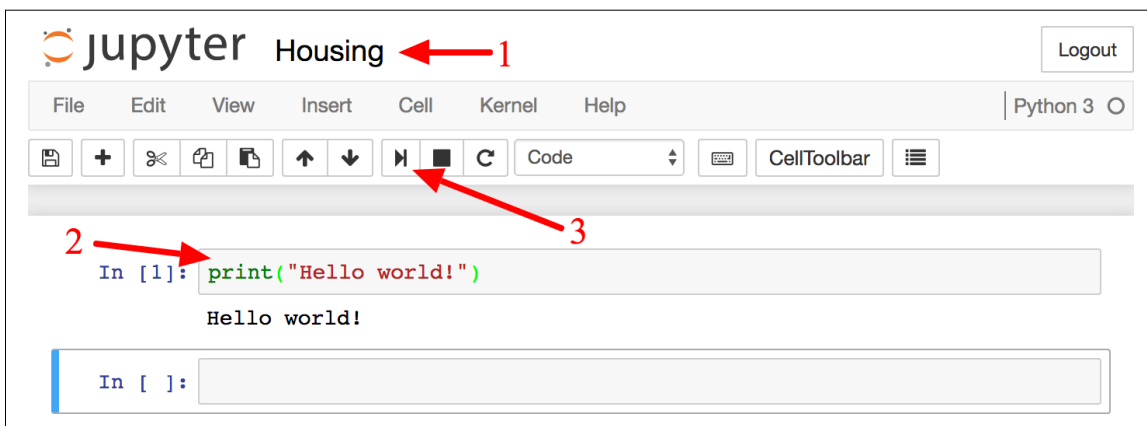 jupyter Housing 1 Logout
File Edit View Insert Cell Kernel Help Python 3
Code CellToolbar
3
2
In [1]: print("Hello world!")
Hello world!
In [ ]: